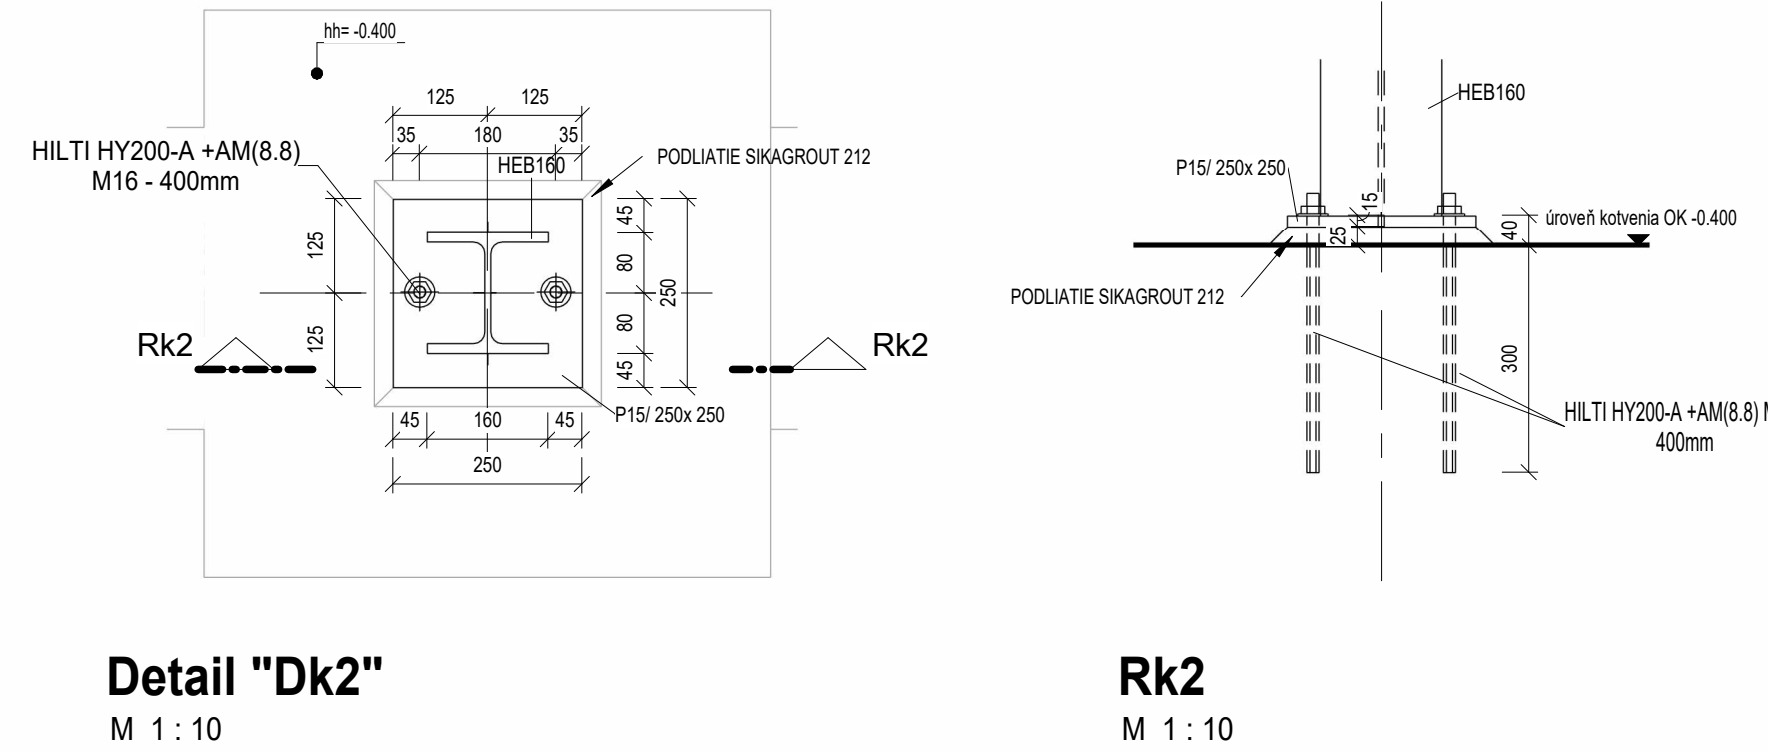 hh= -0.400
125
125
35
180
35
HILTI HY200-A +AM(8.8)
M16 - 400mm
HEB160
PODLIATIE SIKAGROUT 212
125
125
45
80
80
45
250
Rk2
Rk2
P15/ 250x 250
45
160
45
250
Detail "Dk2"
M 1 : 10
HEB160
P15/ 250x 250
15
25
40
úroveň kotvenia OK -0.400
PODLIATIE SIKAGROUT 212
300
HILTI HY200-A +AM(8.8)
400mm
Rk2
M 1 : 10